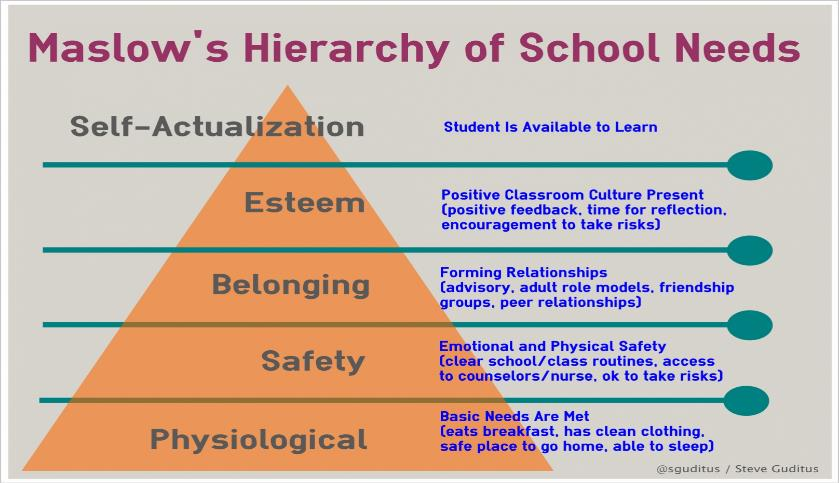 Maslow's Hierarchy of School Needs
Self-Actualization
Student Is Available to Learn
Esteem
Positive Classroom Culture Present
(positive feedback, time for reflection,
encouragement to take risks)
Belonging
Forming Relationships
(advisory, adult role models, friendship
groups, peer relationships)
Safety
Emotional and Physical Safety
(clear school/class routines, access
to counselors/nurse, ok to take risks)
Physiological
Basic Needs Are Met
(eats breakfast, has clean clothing,
safe place to go home, able to sleep)
@sguditus / Steve Guditus